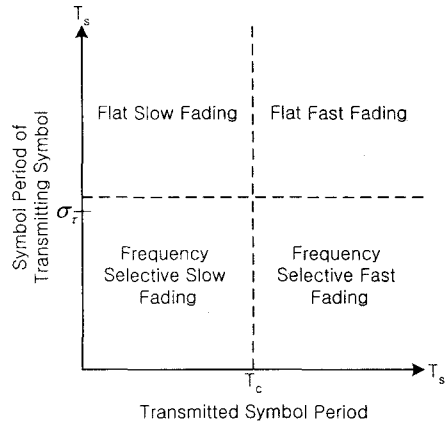 T_s
Flat Slow Fading
Flat Fast Fading
Symbol Period of
Transmitting Symbol
σ_τ
Frequency
Selective Slow
Fading
Frequency
Selective Fast
Fading
T_c
T_s
Transmitted Symbol Period